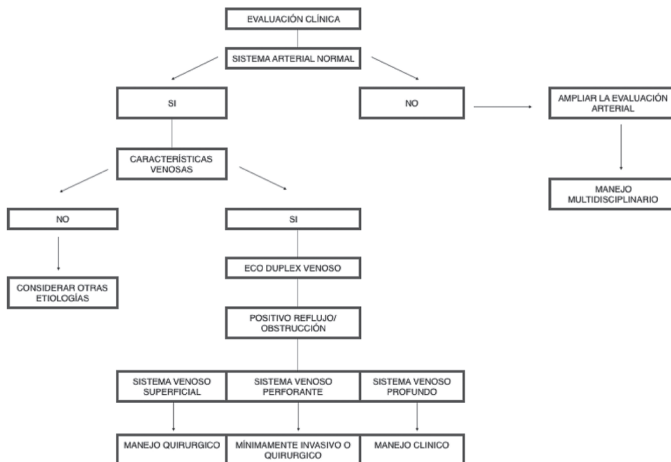 EVALUACIÓN CLÍNICA
SISTEMA ARTERIAL NORMAL
SI
NO
AMPLIAR LA EVALUACIÓN
ARTERIAL
CARACTERÍSTICAS
VENOSAS
MANEJO
MULTIDISCIPLINARIO
NO
SI
ECO DUPLEX VENOSO
CONSIDERAR OTRAS
ETIOLOGÍAS
POSITIVO REFLUJO/
OBSTRUCCIÓN
SISTEMA VENOSO
SUPERFICIAL
SISTEMA VENOSO
PERFORANTE
SISTEMA VENOSO
PROFUNDO
MANEJO QUIRURGICO
MÍNIMAMENTE INVASIVO O
QUIRURGICO
MANEJO CLINICO